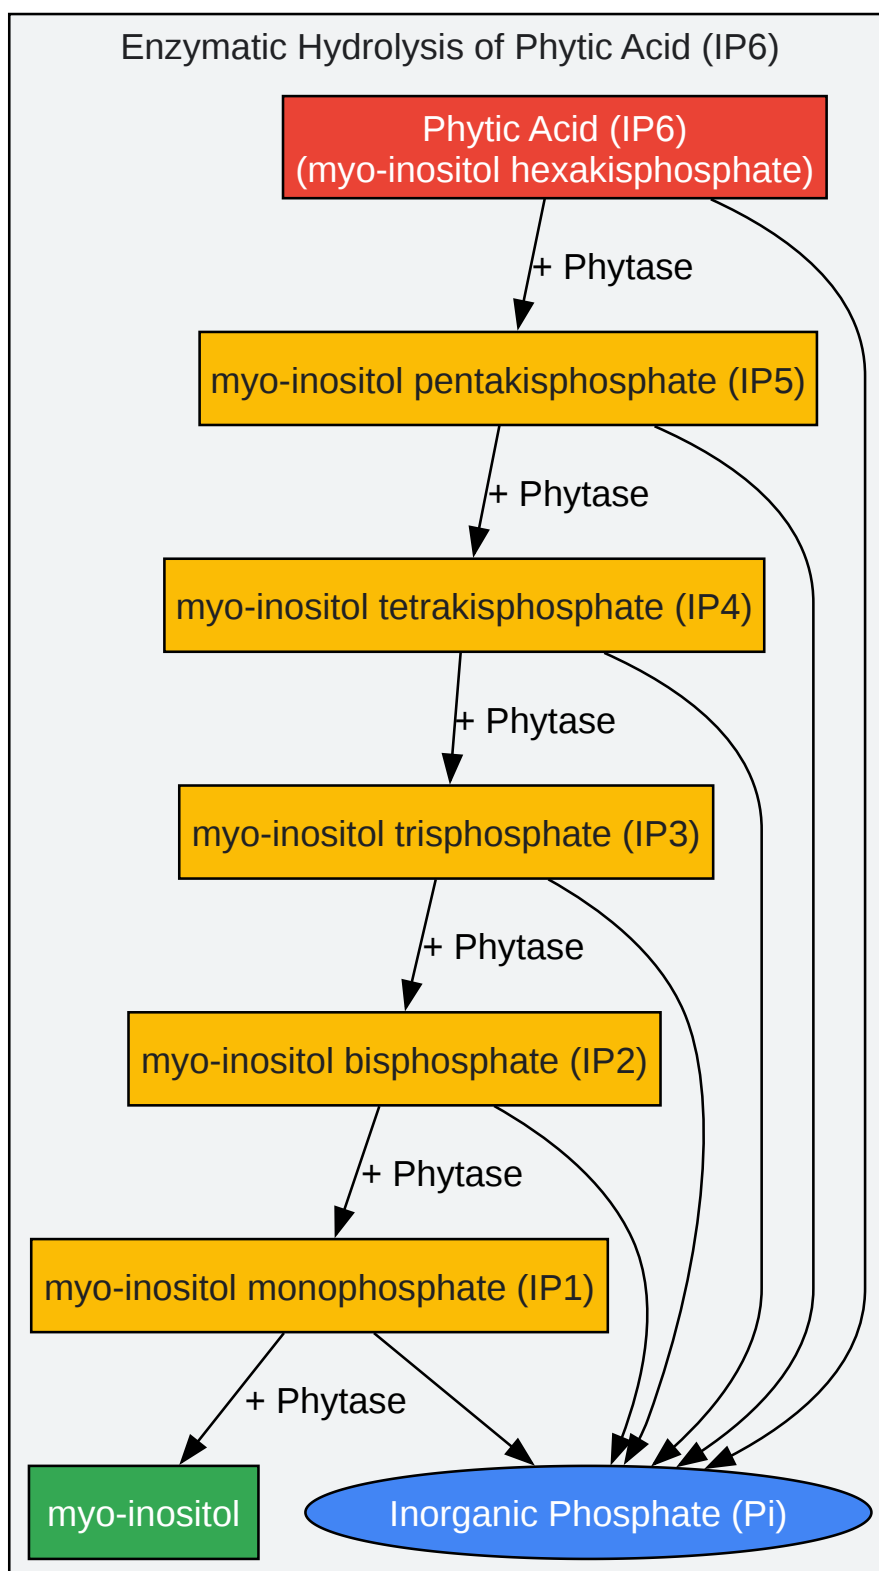 Enzymatic Hydrolysis of Phytic Acid (IP6)
Phytic Acid (IP6)
(myo-inositol hexakisphosphate)
+ Phytase
myo-inositol pentakisphosphate (IP5)
+ Phytase
myo-inositol tetrakisphosphate (IP4)
+ Phytase
myo-inositol trisphosphate (IP3)
+ Phytase
myo-inositol bisphosphate (IP2)
+ Phytase
myo-inositol monophosphate (IP1)
+ Phytase
myo-inositol
Inorganic Phosphate (Pi)